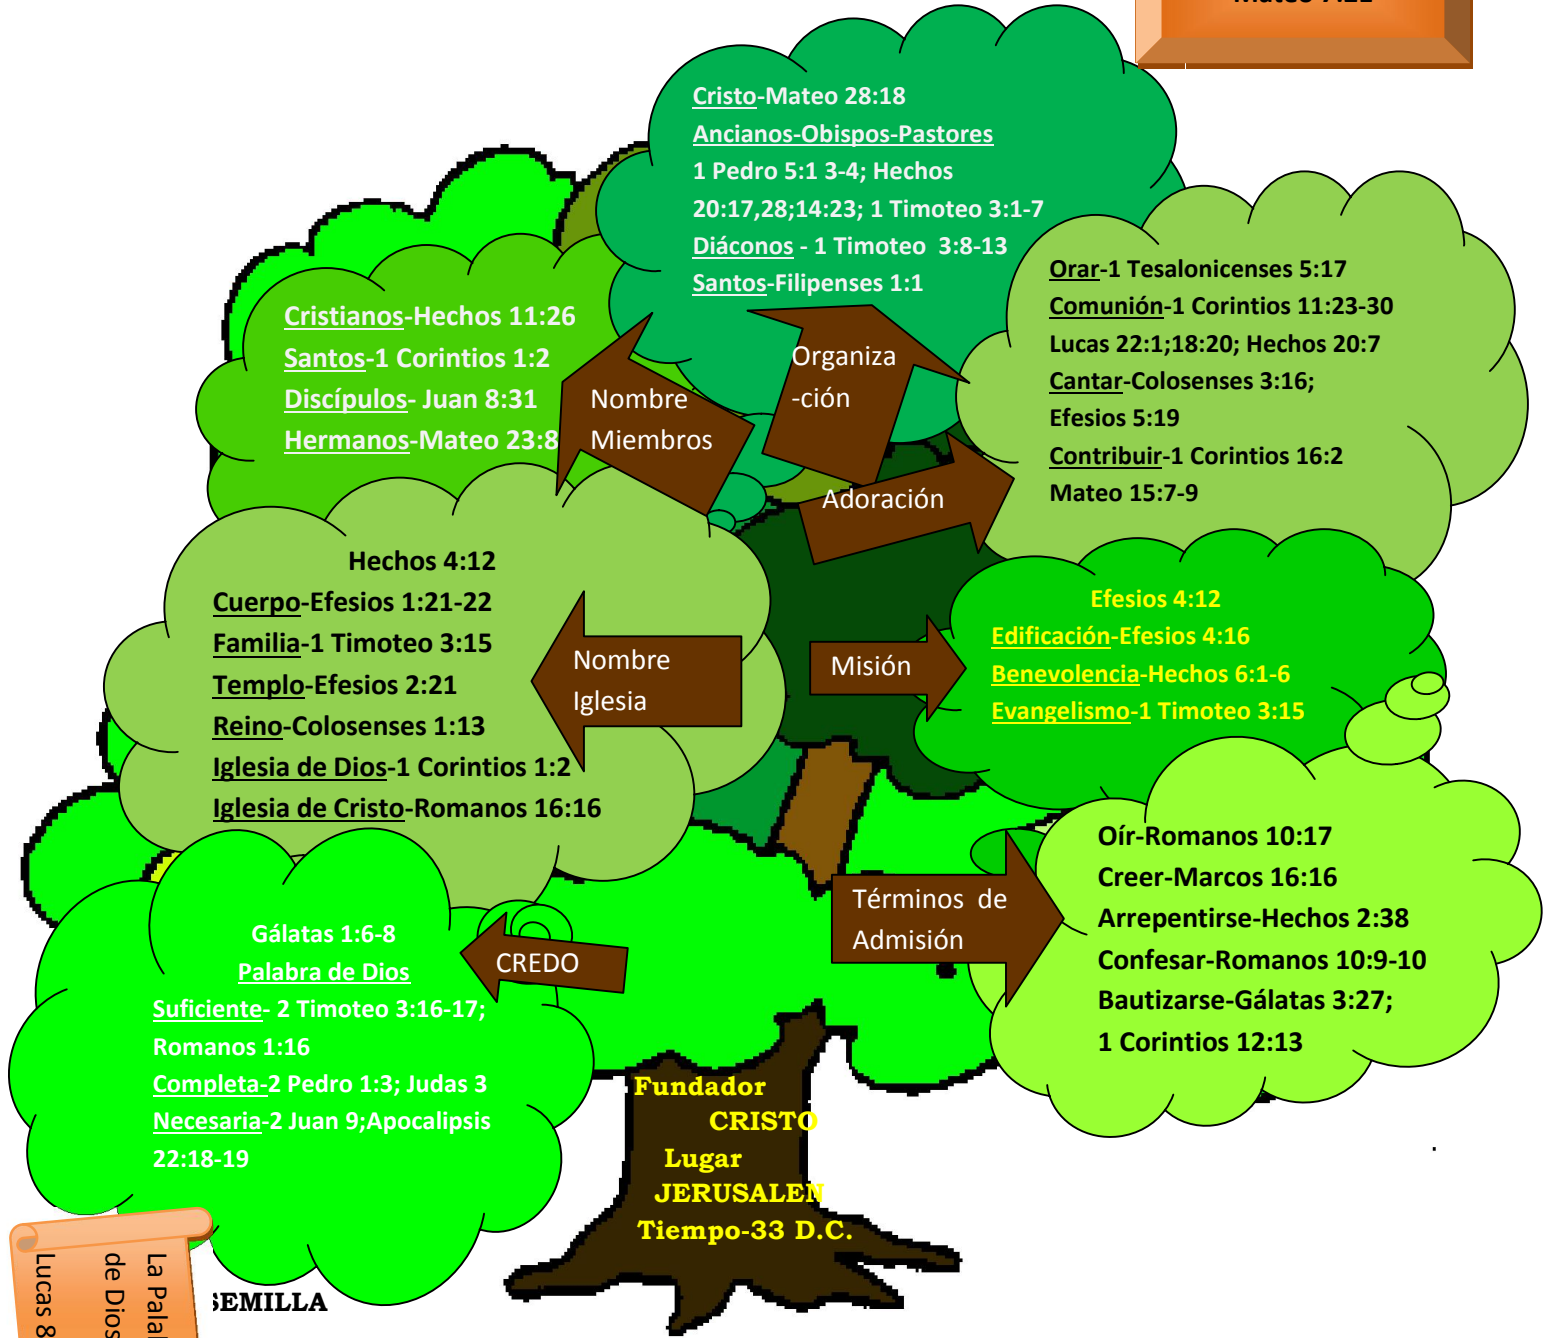 Mateo 7:21
Cristo-Mateo 28:18
Ancianos-Obispos-Pastores
1 Pedro 5:1 3-4; Hechos
20:17,28;14:23; 1 Timoteo 3:1-7
Diáconos - 1 Timoteo 3:8-13
Santos-Filipenses 1:1
Organiza
-ción
Cristianos-Hechos 11:26
Santos-1 Corintios 1:2
Discípulos- Juan 8:31
Hermanos-Mateo 23:8
Nombre
Miembros
Orar-1 Tesalonicenses 5:17
Comunión-1 Corintios 11:23-30
Lucas 22:1;18:20; Hechos 20:7
Cantar-Colosenses 3:16;
Efesios 5:19
Contribuir-1 Corintios 16:2
Mateo 15:7-9
Adoración
Hechos 4:12
Cuerpo-Efesios 1:21-22
Familia-1 Timoteo 3:15
Templo-Efesios 2:21
Reino-Colosenses 1:13
Iglesia de Dios-1 Corintios 1:2
Iglesia de Cristo-Romanos 16:16
Nombre
Iglesia
Misión
Efesios 4:12
Edificación-Efesios 4:16
Benevolencia-Hechos 6:1-6
Evangelismo-1 Timoteo 3:15
Términos de
Admisión
Oír-Romanos 10:17
Creer-Marcos 16:16
Arrepentirse-Hechos 2:38
Confesar-Romanos 10:9-10
Bautizarse-Gálatas 3:27;
1 Corintios 12:13
Gálatas 1:6-8
Palabra de Dios
Suficiente- 2 Timoteo 3:16-17;
Romanos 1:16
Completa-2 Pedro 1:3; Judas 3
Necesaria-2 Juan 9;Apocalipsis
22:18-19
CREDO
Fundador
CRISTO
Lugar
JERUSALEN
Tiempo-33 D.C.
La
de Dios
Lucas 8
SEMILLA